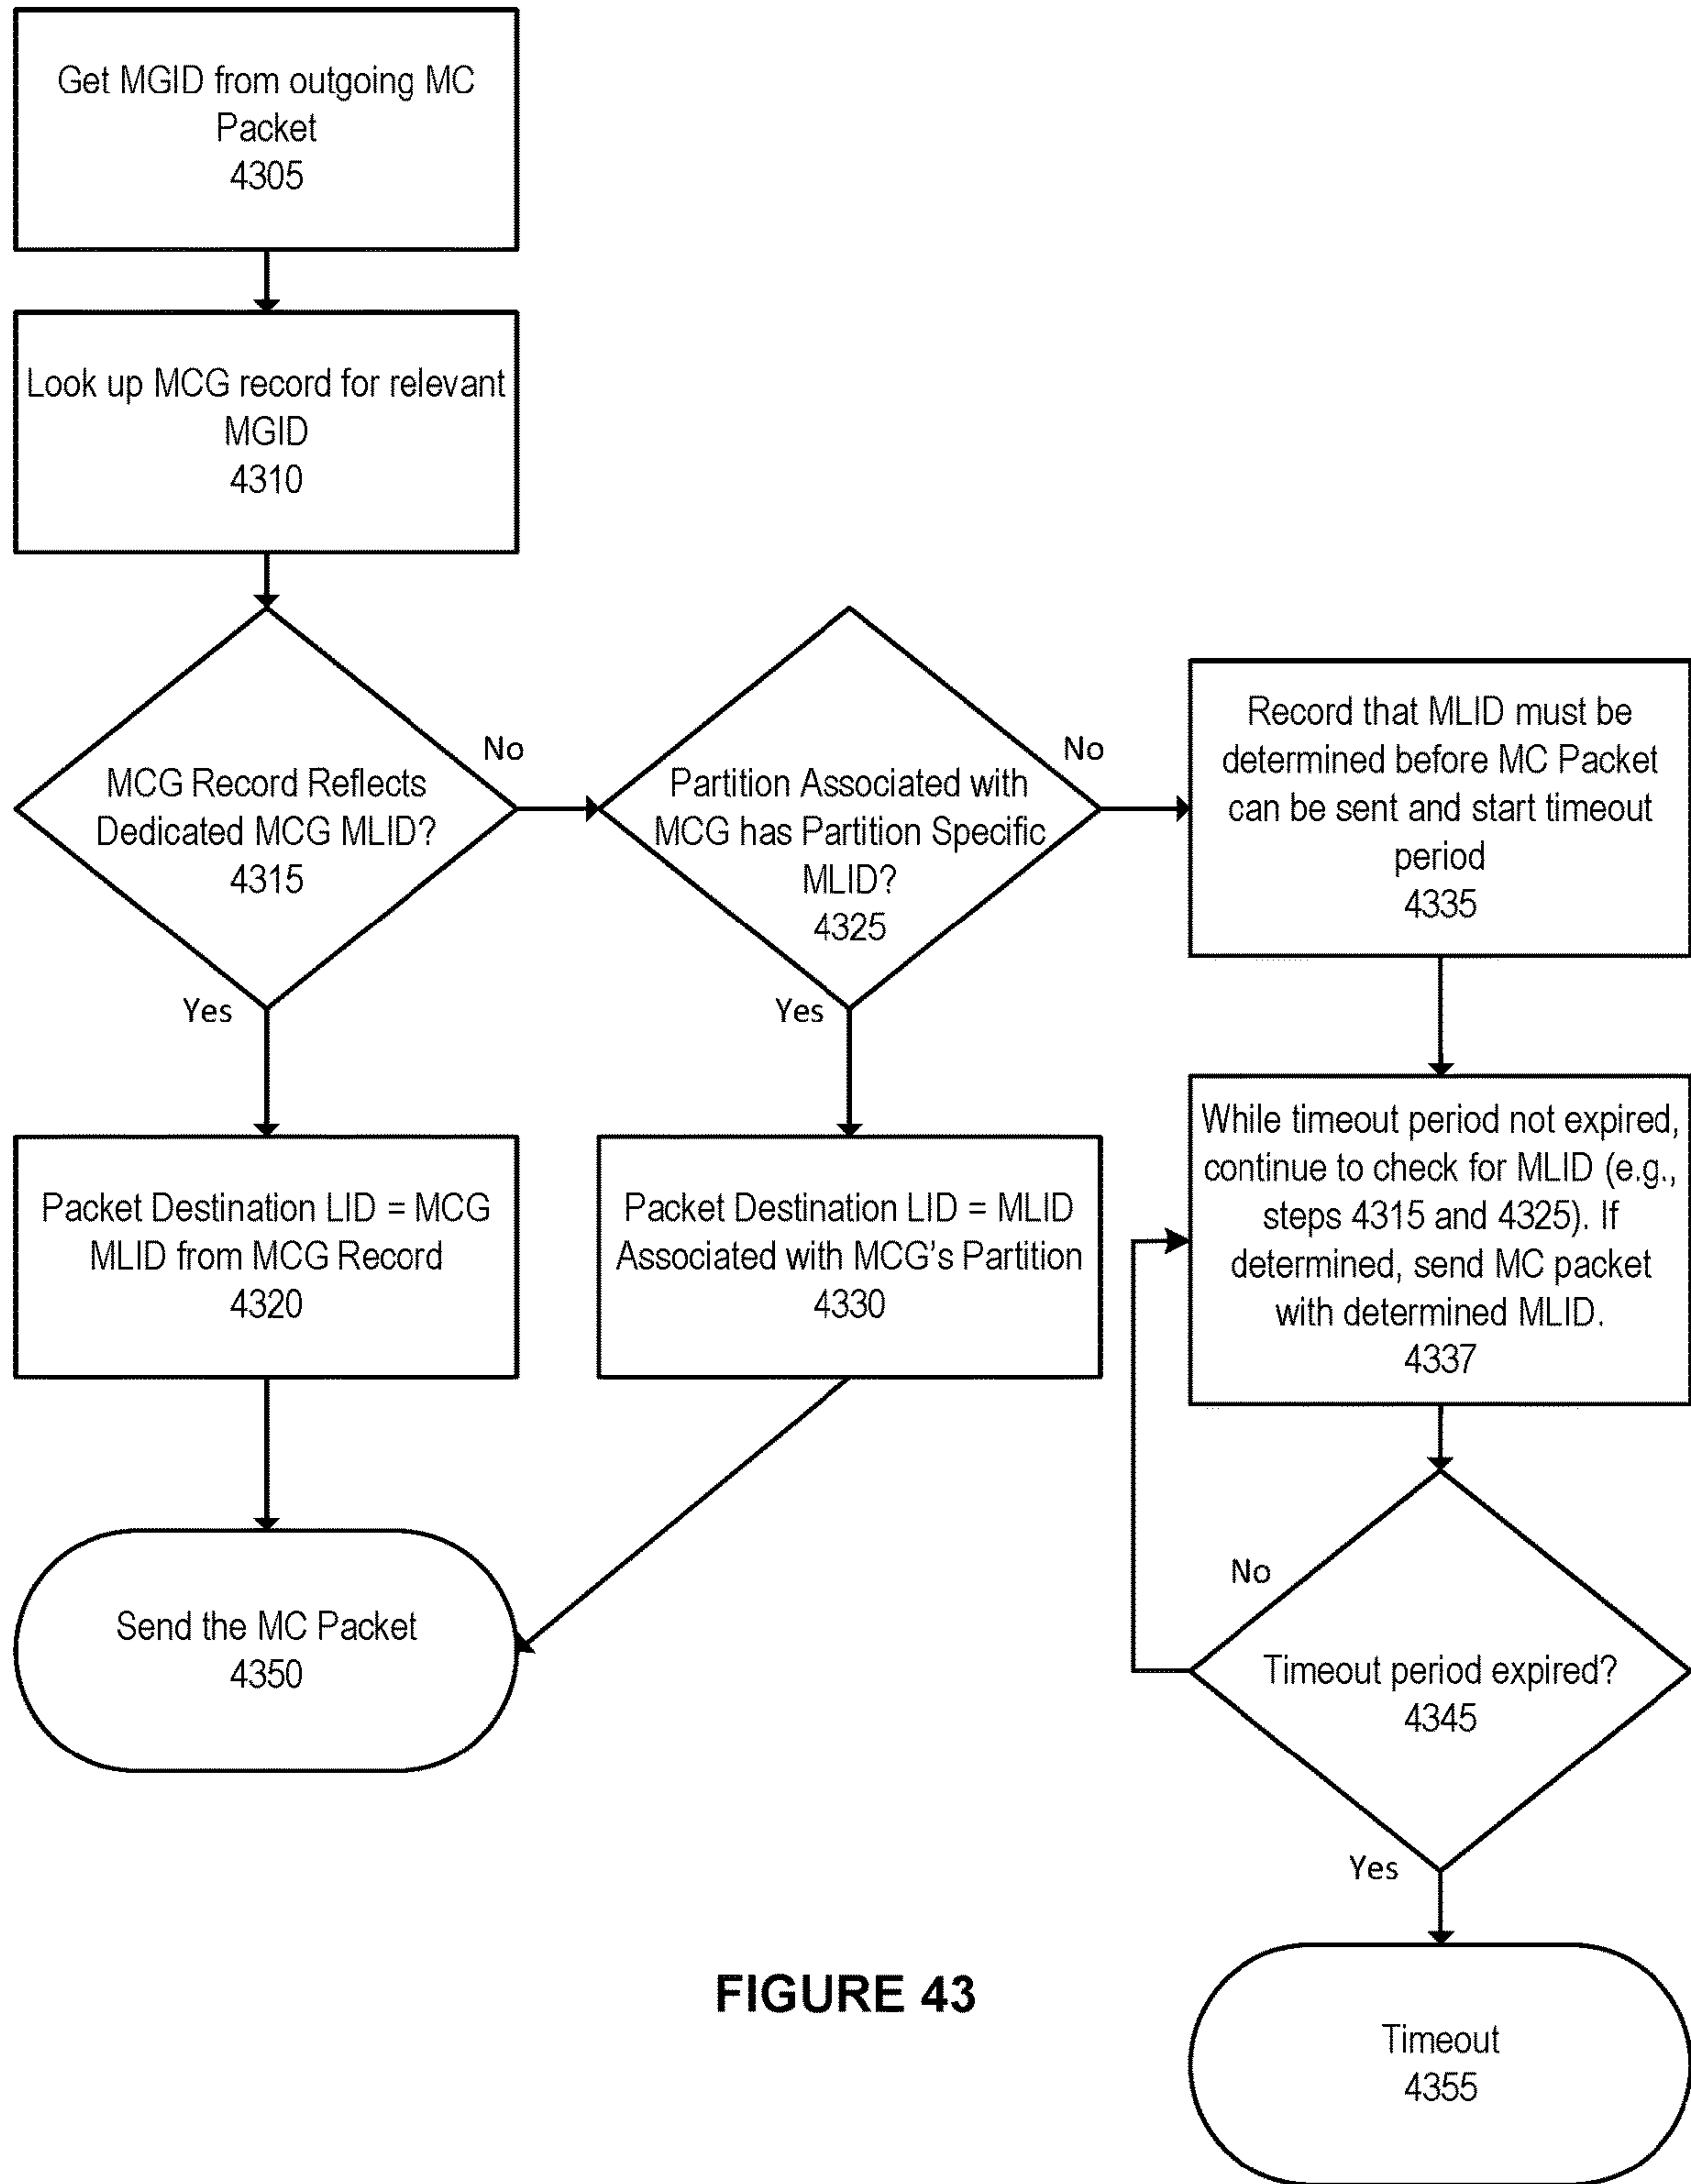 Get MGID from outgoing MC
Packet
4305
Look up MCG record for relevant
MGID
4310
MCG Record Reflects
Dedicated MCG MLID?
4315
No
Yes
Partition Associated with
MCG has Partition Specific
MLID?
4325
No
Yes
Record that MLID must be
determined before MC Packet
can be sent and start timeout
period
4335
Packet Destination LID = MCG
MLID from MCG Record
4320
Packet Destination LID = MLID
Associated with MCG's Partition
4330
While timeout period not expired,
continue to check for MLID (e.g.,
steps 4315 and 4325). If
determined, send MC packet
with determined MLID.
4337
Send the MC Packet
4350
No
Timeout period expired?
4345
Yes
Timeout
4355
FIGURE 43